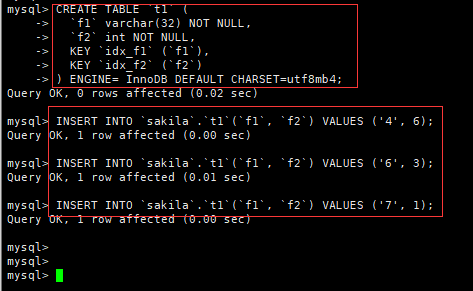 mysql> CREATE TABLE `t1` (
    ->   `f1` varchar(32) NOT NULL,
    ->   `f2` int NOT NULL,
    ->   KEY `idx_f1` (`f1`),
    ->   KEY `idx_f2` (`f2`)
    -> ) ENGINE= InnoDB DEFAULT CHARSET=utf8mb4;
Query OK, 0 rows affected (0.02 sec)
mysql> INSERT INTO `sakila`.`t1`(`f1`, `f2`) VALUES ('4', 6);
Query OK, 1 row affected (0.00 sec)
mysql> INSERT INTO `sakila`.`t1`(`f1`, `f2`) VALUES ('6', 3);
Query OK, 1 row affected (0.01 sec)
mysql> INSERT INTO `sakila`.`t1`(`f1`, `f2`) VALUES ('7', 1);
Query OK, 1 row affected (0.00 sec)
mysql>
mysql>
mysql>